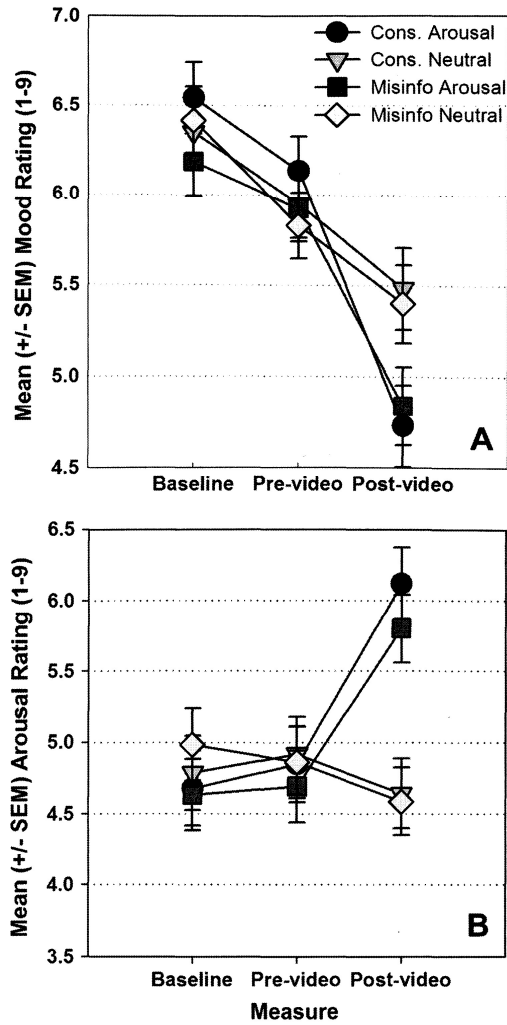 Mean (+/- SEM) Mood Rating (1-9)
7.0
6.5
6.0
5.5
5.0
4.5
Cons. Arousal
Cons. Neutral
Misinfo Arousal
Misinfo Neutral
A
Baseline Pre-video Post-video
Mean (+/- SEM) Arousal Rating (1-9)
6.5
6.0
5.5
5.0
4.5
4.0
3.5
B
Baseline Pre-video Post-video
Measure